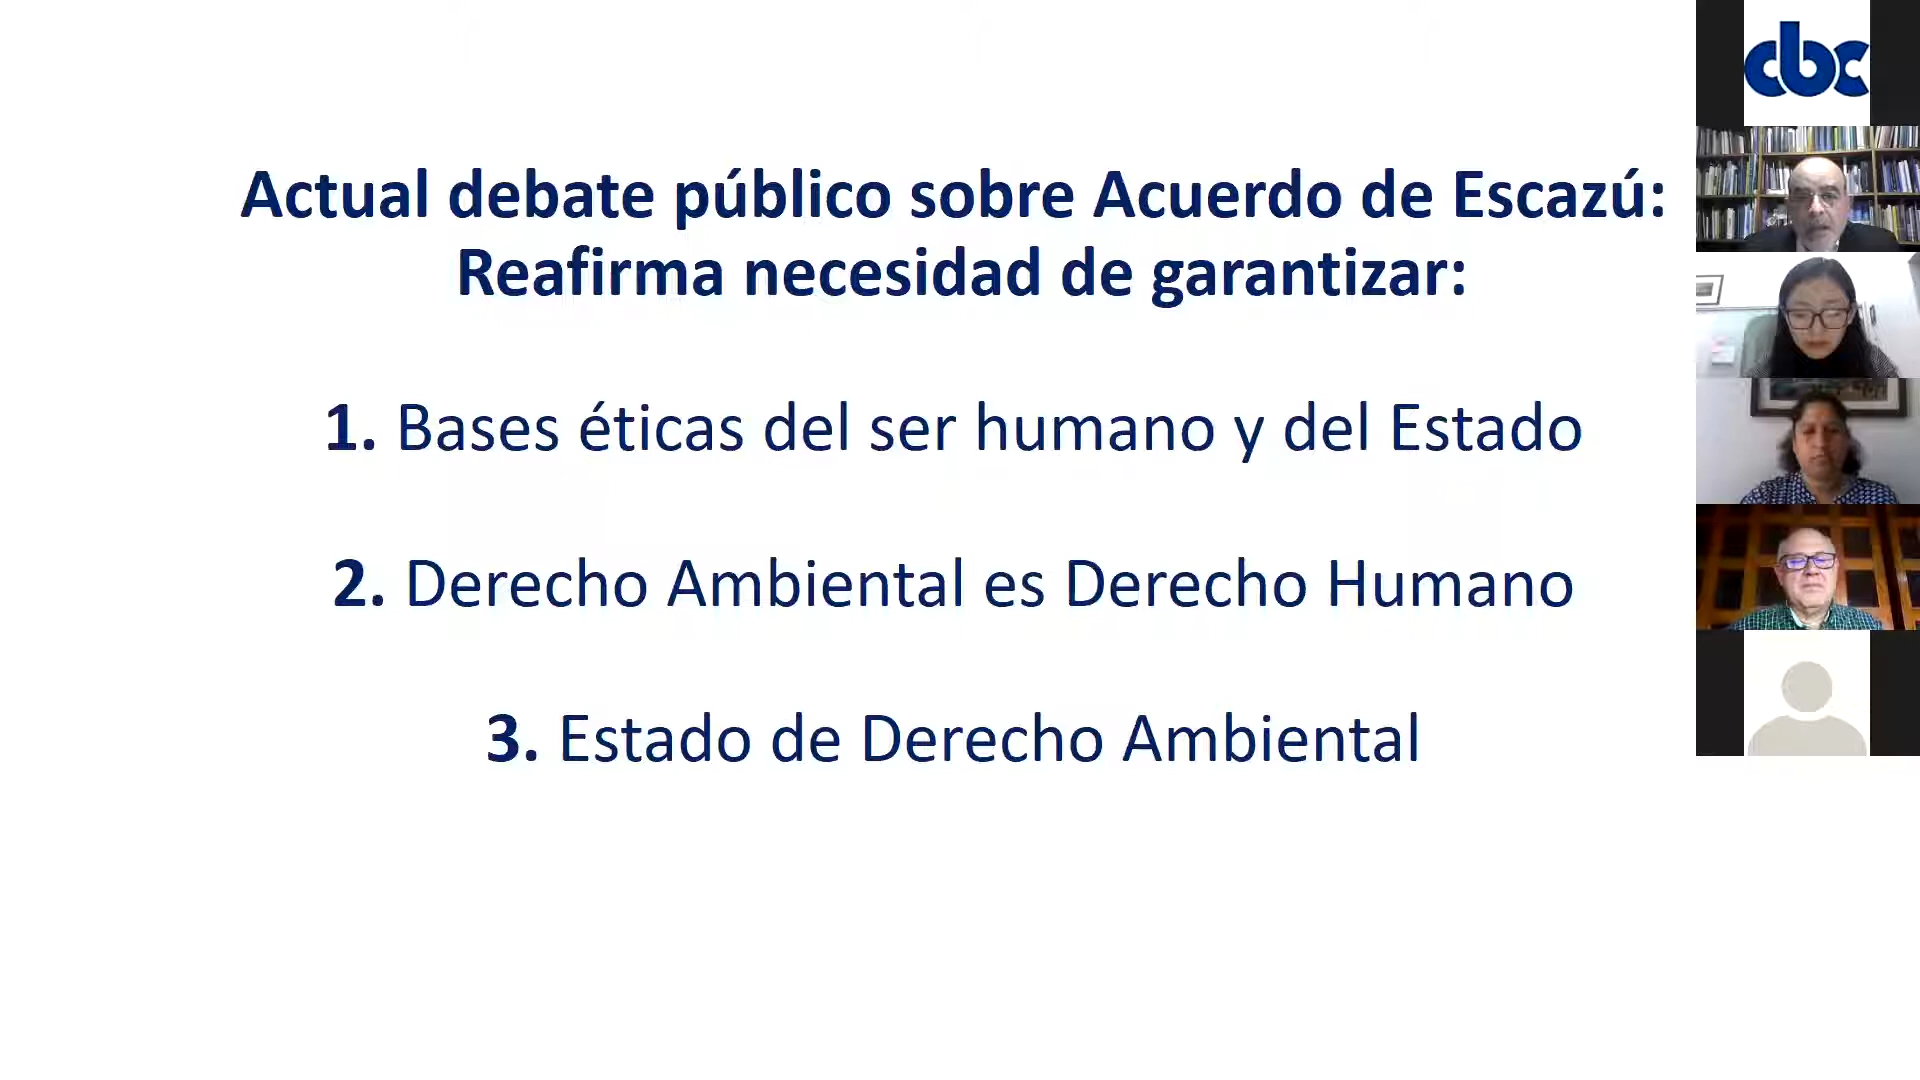 Actual debate público sobre Acuerdo de Escazú:
Reafirma necesidad de garantizar:
1. Bases éticas del ser humano y del Estado
2. Derecho Ambiental es Derecho Humano
3. Estado de Derecho Ambiental
cbc